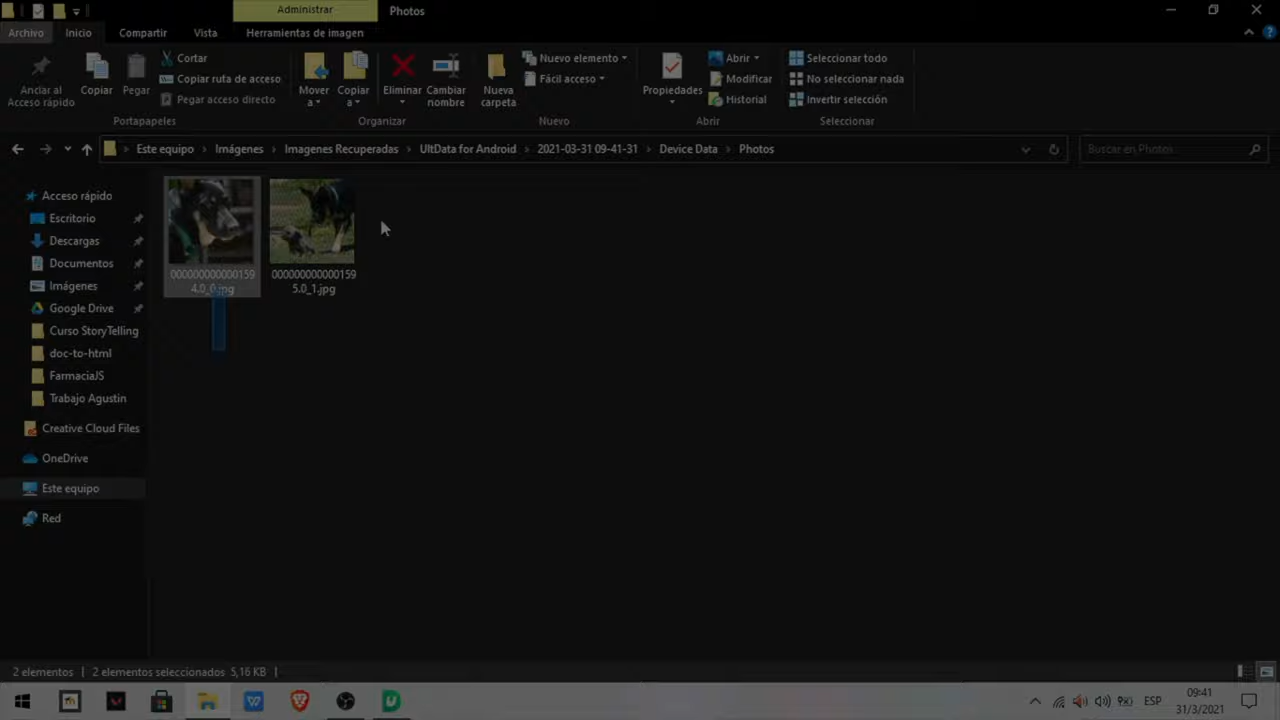 Administrar
Photos
Archivo
Inicio
Compartir
Vista
Herramientas de imagen
Anclar al
Acceso rápido
Copiar
Pegar
Cortar
Copiar ruta de acceso
Pegar acceso directo
Portapapeles
Mover
a
Copiar
a
Eliminar
Cambiar
nombre
Organizar
Nueva
carpeta
Nuevo elemento
Fácil acceso
Nuevo
Propiedades
Abrir
Modificar
Historial
Abrir
Seleccionar todo
No seleccionar nada
Invertir selección
Seleccionar
Este equipo > Imágenes > Imagenes Recuperadas > UltData for Android > 2021-03-31 09-41-31 > Device Data > Photos
Buscar en Photos
Acceso rápido
Escritorio
Descargas
Documentos
Imágenes
Google Drive
Curso StoryTelling
doc-to-html
FarmaciaJS
Trabajo Agustin
Creative Cloud Files
OneDrive
Este equipo
Red
000000000000159
4.0_0.jpg
000000000000159
5.0_1.jpg
2 elementos
2 elementos seleccionados 5,16 KB
ESP
09:41
31/3/2021